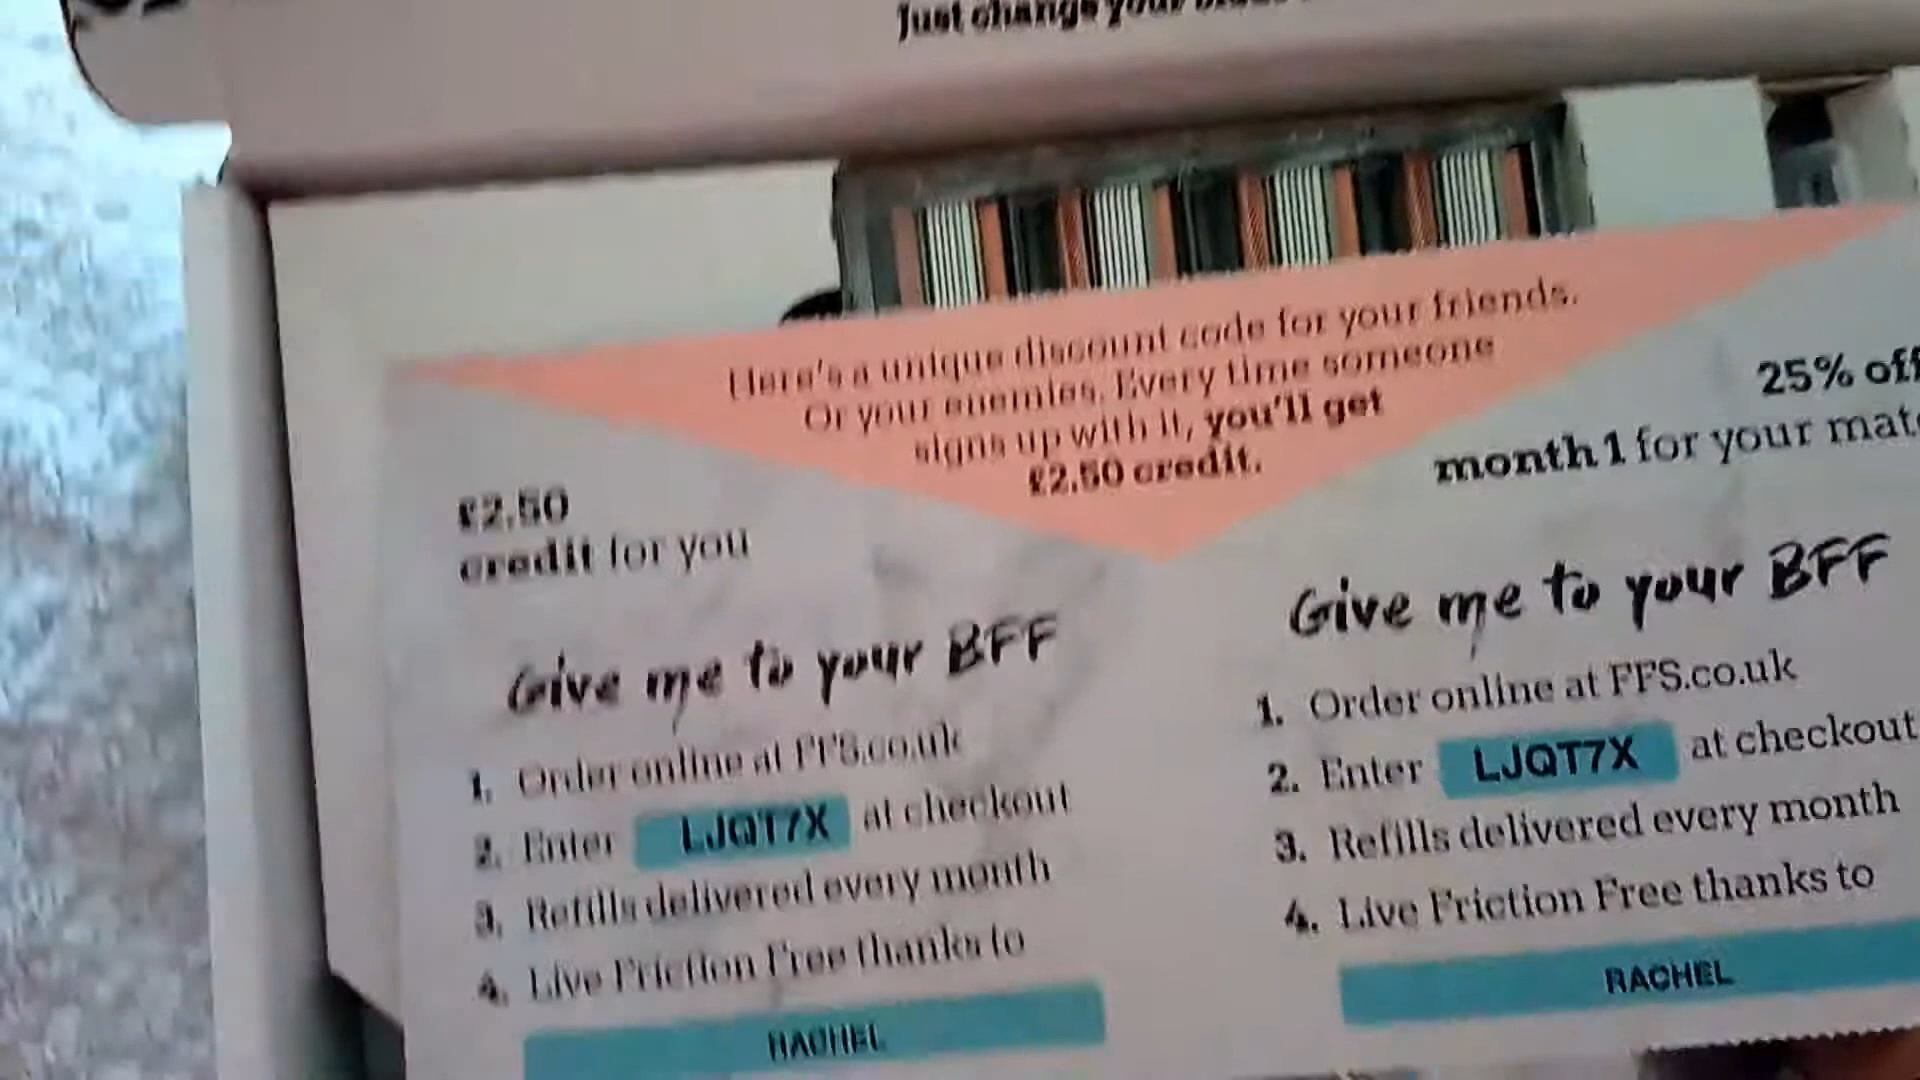 Just change your
Here's a unique discount code for your friends.
Or your enemies. Every time someone
signs up with it, you'll get
£2.50 credit.
£2.50
credit for you
25% off
month 1 for your
Give me to your BFF
1. Order online at FFS.co.uk
2. Enter LJQT7X at checkout
3. Refills delivered every month
4. Live Friction Free thanks to
RACHEL
Give me to your BFF
1. Order online at FFS.co.uk
2. Enter LJQT7X at checkout
3. Refills delivered every month
4. Live Friction Free thanks to
RACHEL